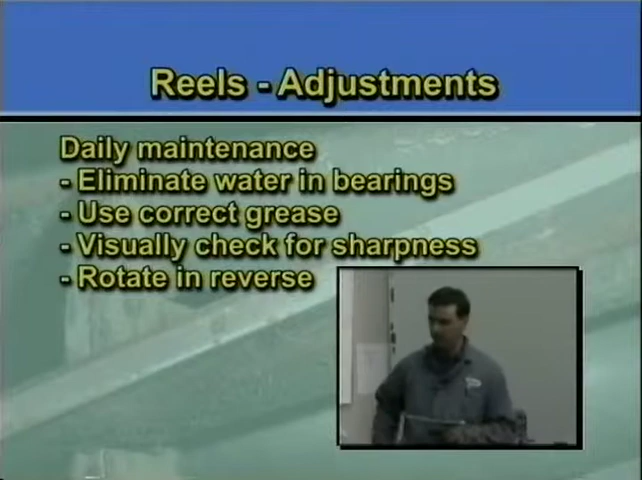 Reels - Adjustments
Daily maintenance
- Eliminate water in bearings
- Use correct grease
- Visually check for sharpness
- Rotate in reverse